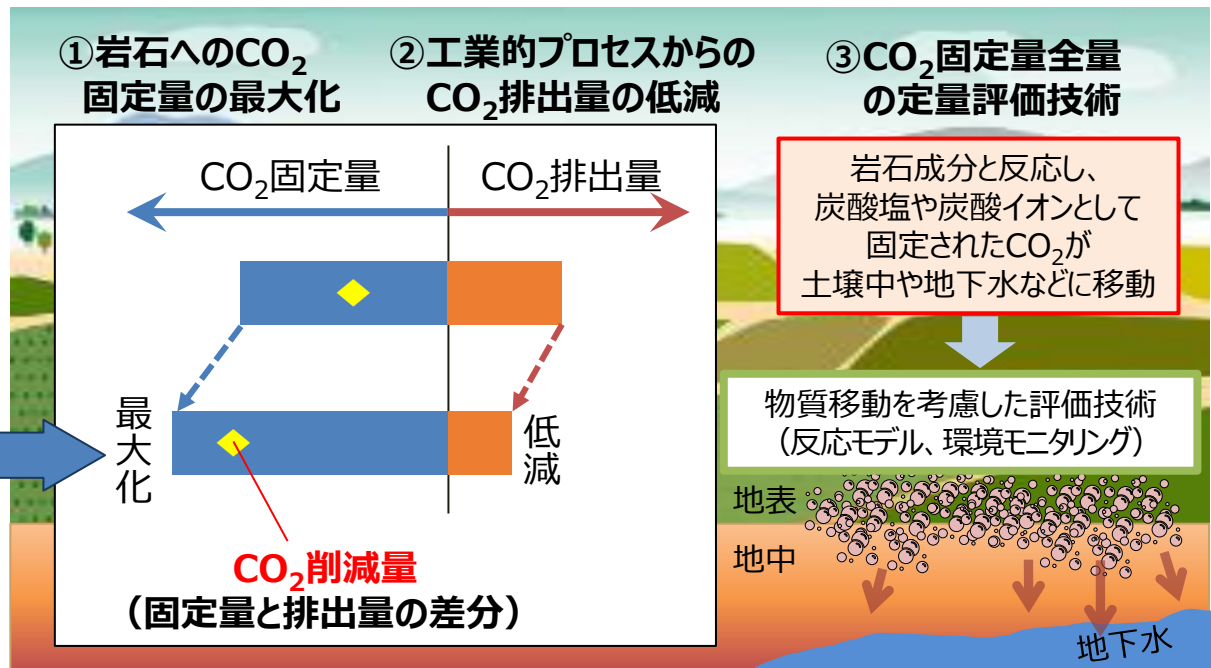 ①岩石へのCO₂
固定量の最大化
②工業的プロセスからの
CO₂排出量の低減
③CO₂固定量全量
の定量評価技術
CO₂固定量
CO₂排出量
最大化
低減
CO₂削減量
（固定量と排出量の差分）
岩石成分と反応し、
炭酸塩や炭酸イオンとして
固定されたCO₂が
土壌中や地下水などに移動
物質移動を考慮した評価技術
（反応モデル、環境モニタリング）
地表
地中
地下水